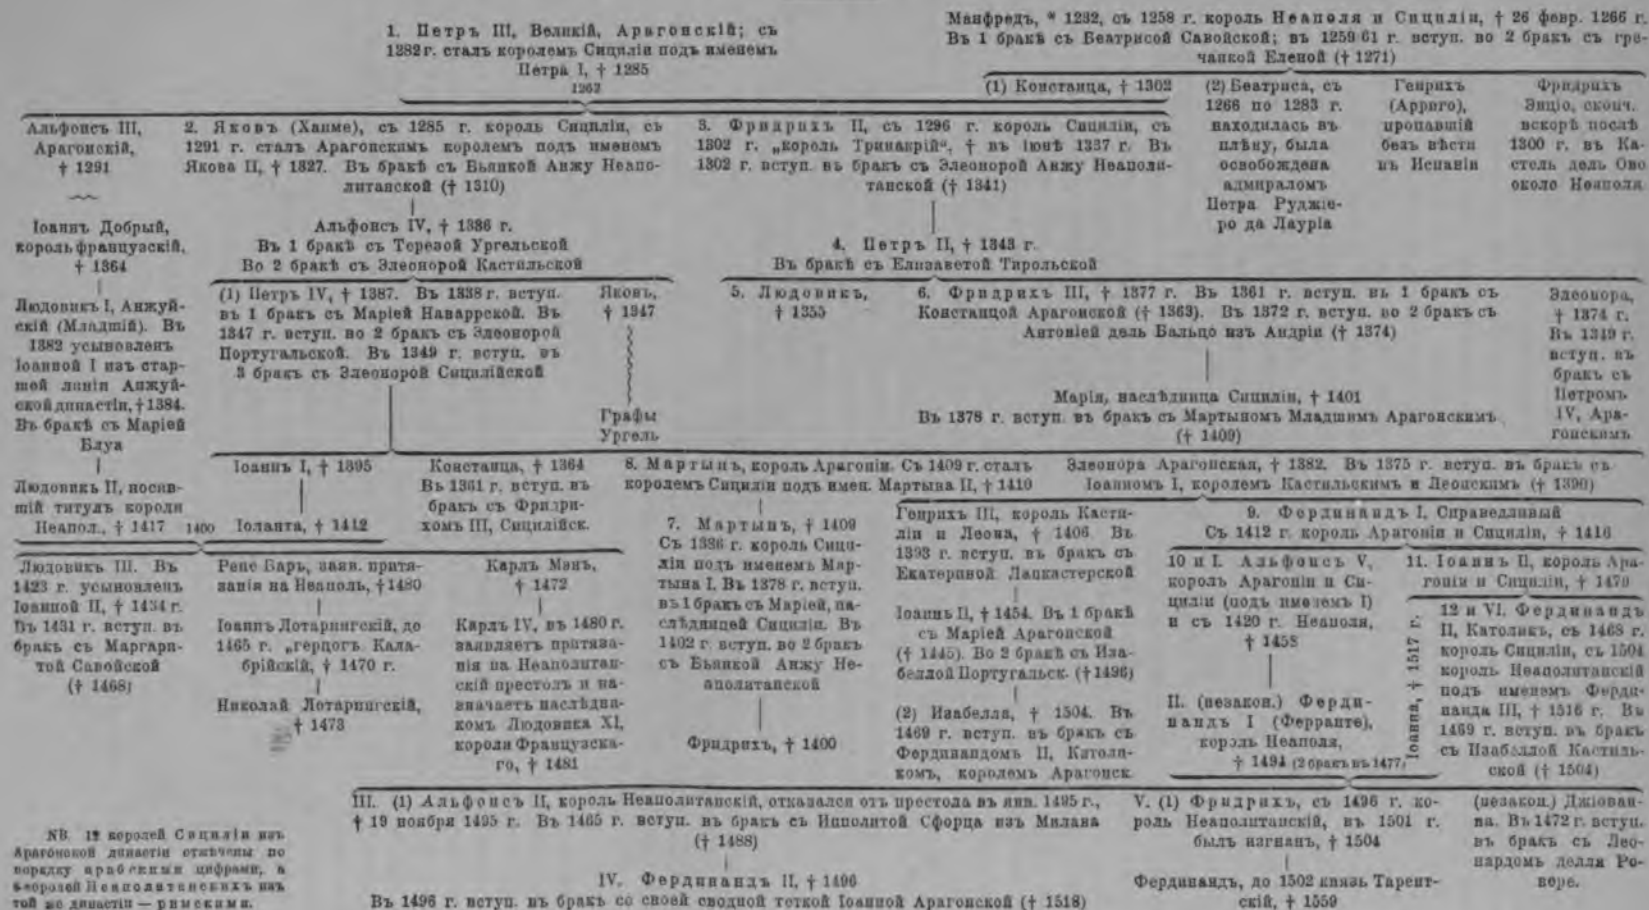 1. Петръ III, Великій, Арагонскій; съ
1282 г. сталъ королемъ Сициліи подъ именемъ
Петра I, † 1285
1262
Манфредъ, * 1232, съ 1258 г. король Неаполя и Сициліи, † 26 февр. 1266 г.
Въ 1 бракѣ съ Беатрисой Савойской; въ 1259 61 г. вступ. во 2 бракъ съ гре-
чанкой Еленой († 1271)
(1) Констанца, † 1302
(2) Беатриса, съ
1266 по 1283 г.
находилась въ
плѣну, была
освобождена
адмираломъ
Петра Руджіе-
ро да Лауріа
Генрихъ
(Арриго),
пропавшій
безъ вѣсти
въ Испаніи
Фридрихъ
Энціо, сконч.
вскорѣ послѣ
1300 г. въ Ка-
стель дель Ово
около Неаполя
Альфонсъ III,
Арагонскій,
† 1291
2. Яковъ (Хаиме), съ 1285 г. король Сициліи, съ
1291 г. сталъ Арагонскимъ королемъ подъ именемъ
Якова II, † 1327. Въ бракѣ съ Бьянкой Анжу Неапо-
литанской († 1310)
3. Фридрихъ II, съ 1296 г. король Сициліи, съ
1302 г. „король Тринакріи“, † въ іюнѣ 1337 г. Въ
1302 г. вступ. въ бракъ съ Элеонорой Анжу Неаполи-
танской († 1341)
Іоаннъ Добрый,
король французскій,
† 1364
Альфонсъ IV, † 1336 г.
Въ 1 бракѣ съ Терезой Ургельской
Во 2 бракѣ съ Элеонорой Кастильской
4. Петръ II, † 1343 г.
Въ бракѣ съ Елизаветой Тирольской
Людовикъ I, Анжуй-
скій (Младшій). Въ
1382 усыновленъ
Іоанной I изъ стар-
шей линіи Анжуй-
ской династіи, † 1384.
Въ бракѣ съ Маріей
Блуа
(1) Петръ IV, † 1387. Въ 1338 г. вступ.
въ 1 бракъ съ Маріей Наваррской. Въ
1347 г. вступ. во 2 бракъ съ Элеонорой
Португальской. Въ 1349 г. вступ. въ
3 бракъ съ Элеонорой Сицилійской
Яковъ,
† 1347
Графы
Ургель
5. Людовикъ,
† 1355
6. Фридрихъ III, † 1377 г. Въ 1361 г. вступ. въ 1 бракъ съ
Констанцой Арагонской († 1363). Въ 1372 г. вступ. во 2 бракъ съ
Антоніей дель Бальцо изъ Андріи († 1374)
Элеонора,
† 1374 г.
Въ 1349 г.
вступ. въ
бракъ съ
Петромъ
IV, Ара-
гонскимъ
Марія, наслѣдница Сициліи, † 1401
Въ 1378 г. вступ. въ бракъ съ Мартыномъ Младшимъ Арагонскимъ
(† 1409)
Людовикъ II, носив-
шій титулъ короля
Неапол., † 1417
1400
Іоаннъ I, † 1395
Іоланта, † 1442
Констанца, † 1364
Въ 1361 г. вступ. въ
бракъ съ Фридри-
хомъ III, Сицилійск.
8. Мартынъ, король Арагоніи. Съ 1409 г. сталъ
королемъ Сициліи подъ имен. Мартына II, † 1410
Элеонора Арагонская, † 1382. Въ 1375 г. вступ. въ бракъ съ
Іоанномъ I, королемъ Кастильскимъ и Леонскимъ († 1390)
7. Мартынъ, † 1409
Съ 1386 г. король Сици-
ліи подъ именемъ Мар-
тына I. Въ 1378 г. вступ.
въ 1 бракъ съ Маріей, на-
слѣдницей Сициліи. Въ
1402 г. вступ. во 2 бракъ
съ Бьянкой Анжу Не-
аполитанской
Фридрихъ, † 1400
Генрихъ III, король Касти-
ліи и Леона, † 1406. Въ
1393 г. вступ. въ бракъ съ
Екатериной Ланкастерской
Іоаннъ II, † 1454. Въ 1 бракѣ
съ Маріей Арагонской
(† 1445). Во 2 бракѣ съ Иза-
беллой Португальск. († 1496)
(2) Изабелла, † 1504. Въ
1469 г. вступ. въ бракъ съ
Фердинандомъ II, Католи-
комъ, королемъ Арагонск.
9. Фердинандъ I, Справедливый
Съ 1412 г. король Арагоніи и Сициліи, † 1416
10 и I. Альфонсъ V,
король Арагоніи и Си-
циліи (подъ именемъ I)
и съ 1420 г. Неаполя,
† 1458
II. (незакон.) Ферди-
нандъ I (Ферранте),
король Неаполя,
† 1494 (2 бракъ въ 1477)
Іоанна, † 1517 г.
11. Іоаннъ II, король Ара-
гоніи и Сициліи, † 1479
12 и VI. Фердинандъ
II, Католикъ, съ 1468 г.
король Сициліи, съ 1504
король Неаполитанскій
подъ именемъ Ферди-
нанда III, † 1516 г. Въ
1469 г. вступ. въ бракъ
съ Изабеллой Кастиль-
ской († 1504)
Людовикъ III. Въ
1423 г. усыновленъ
Іоанной II, † 1434 г.
Въ 1431 г. вступ. въ
бракъ съ Маргари-
той Савойской
(† 1468)
Рене Баръ, заяв. притя-
занія на Неаполь, † 1480
Іоаннъ Лотарингскій, до
1465 г. „герцогъ Кала-
брійскій, † 1470 г.
Николай Лотарингскій,
† 1473
Карлъ Мэнъ,
† 1472
Карлъ IV, въ 1480 г.
заявляетъ притяза-
нія на Неаполитан-
скій престолъ и на-
значаетъ наслѣдни-
комъ Людовика XI,
короля Французска-
го, † 1481
III. (1) Альфонсъ II, король Неаполитанскій, отказался отъ престола въ янв. 1495 г.,
† 19 ноября 1495 г. Въ 1465 г. вступ. въ бракъ съ Ипполитой Сфорца изъ Милана
(† 1488)
IV. Фердинандъ II, † 1496
Въ 1496 г. вступ. въ бракъ со своей сводной теткой Іоанной Арагонской († 1518)
V. (1) Фридрихъ, съ 1496 г. ко-
роль Неаполитанскій, въ 1501 г.
былъ изгнанъ, † 1504
Фердинандъ, до 1502 князь Тарент-
скій, † 1559
(незакон.) Джіован-
на. Въ 1472 г. вступ.
въ бракъ съ Лео-
нардомъ делла Ро-
вере.
NB. 12 королей Сициліи изъ
Арагонской династіи отмѣчены по
порядку арабскими цифрами, а
королей Неаполитанскихъ изъ
той же династіи — римскими.